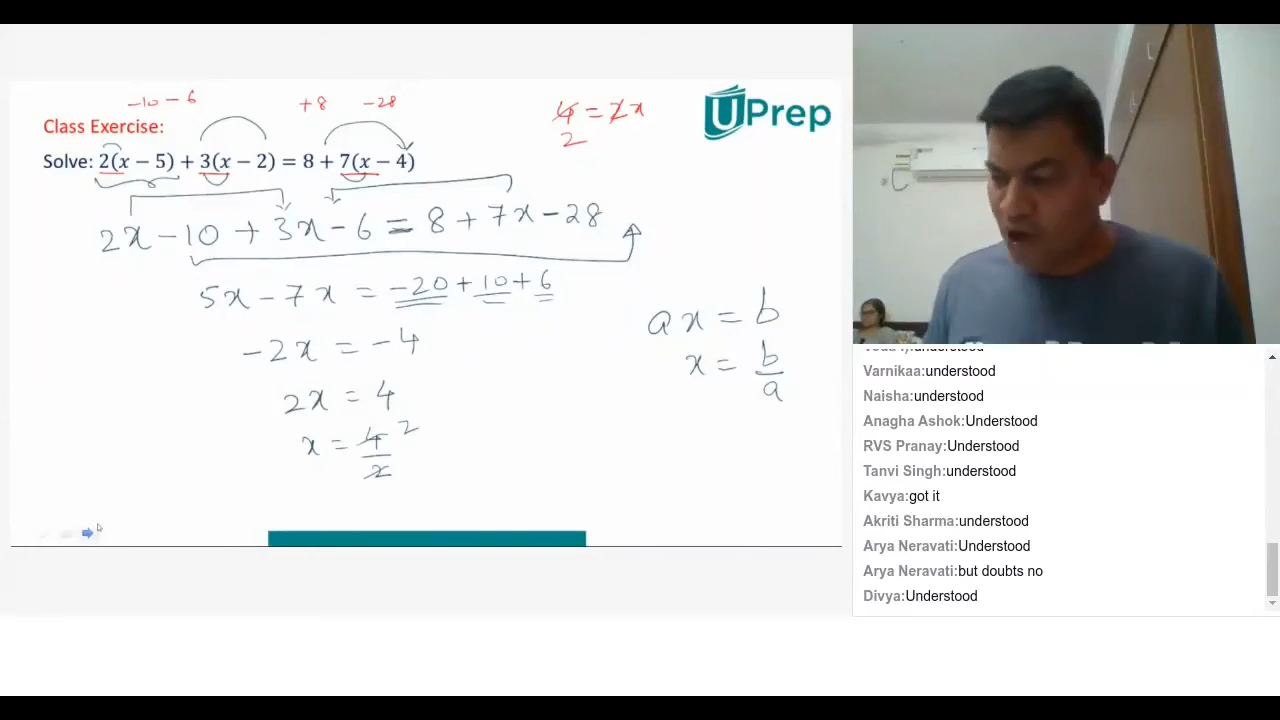 -10 - 6
+8 -28
4 = 2x
2
UPrep
Class Exercise:
Solve: 2(x − 5) + 3(x − 2) = 8 + 7(x − 4)
2x - 10 + 3x - 6 = 8 + 7x - 28
5x - 7x = -20 + 10 + 6
-2x = -4
2x = 4
x = 4/2 2
ax = b
x = b/a
Varnikaa:understood
Naisha:understood
Anagha Ashok:Understood
RVS Pranay:Understood
Tanvi Singh:understood
Kavya:got it
Akriti Sharma:understood
Arya Neravati:Understood
Arya Neravati:but doubts no
Divya:Understood